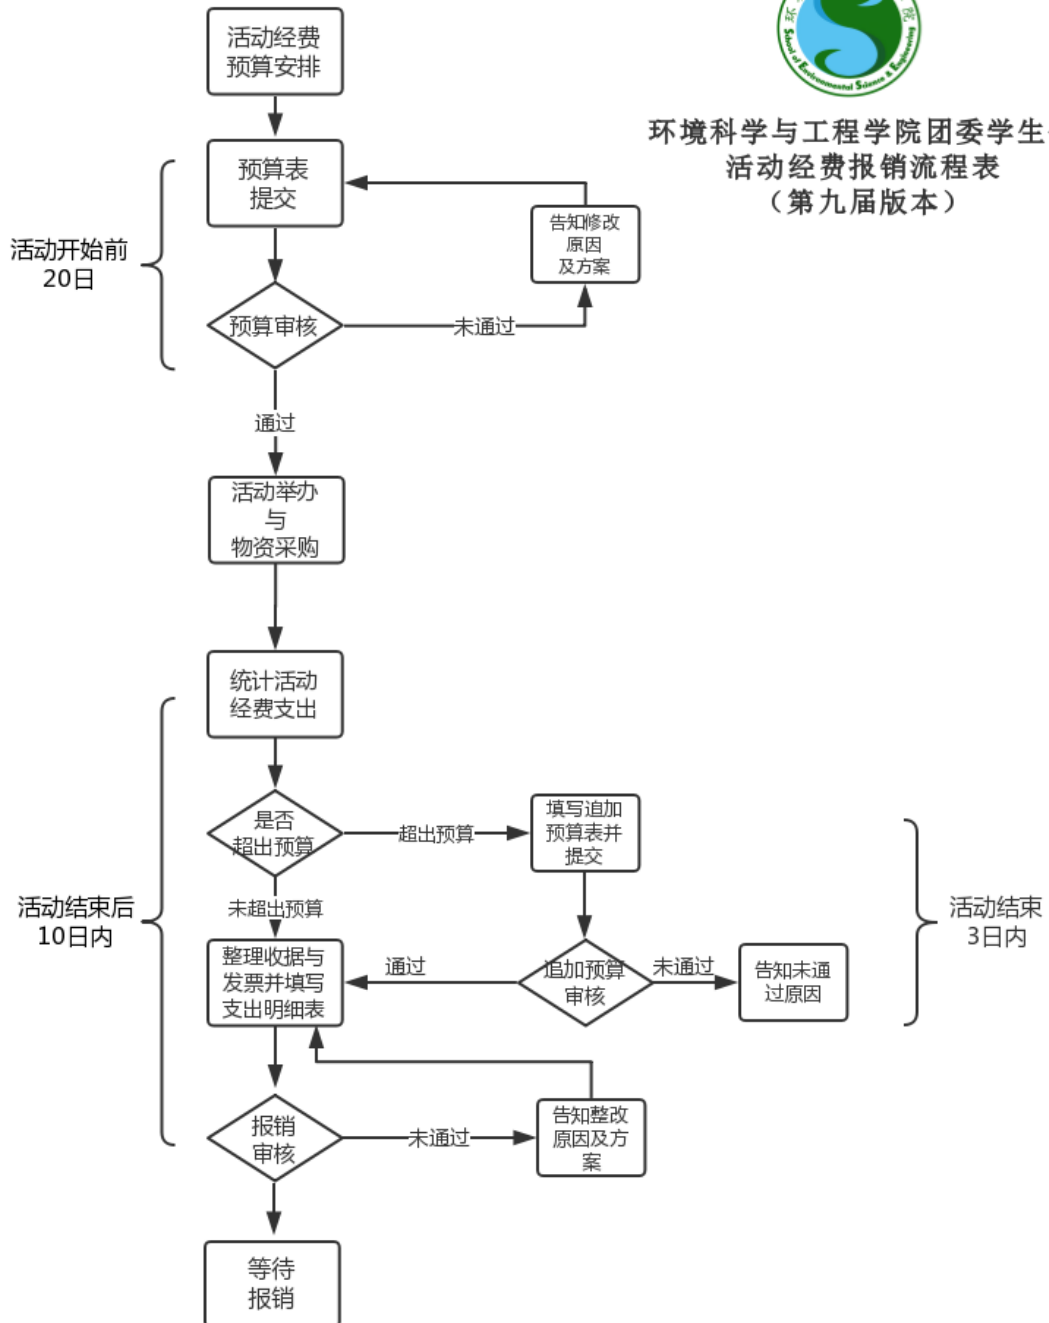 活动经费
预算安排
School of Environmental Science & Engineering
环境科学与工程学院团委学生
活动经费报销流程表
（第九届版本）
预算表
提交
告知修改
原因
及方案
活动开始前
20日
预算审核
未通过
通过
活动举办
与
物资采购
统计活动
经费支出
是否
超出预算
超出预算
填写追加
预算表并
提交
未超出预算
活动结束后
10日内
活动结束
3日内
整理收据与
发票并填写
支出明细表
通过
追加预算
审核
未通过
告知未通
过原因
报销
审核
未通过
告知整改
原因及方
案
等待
报销